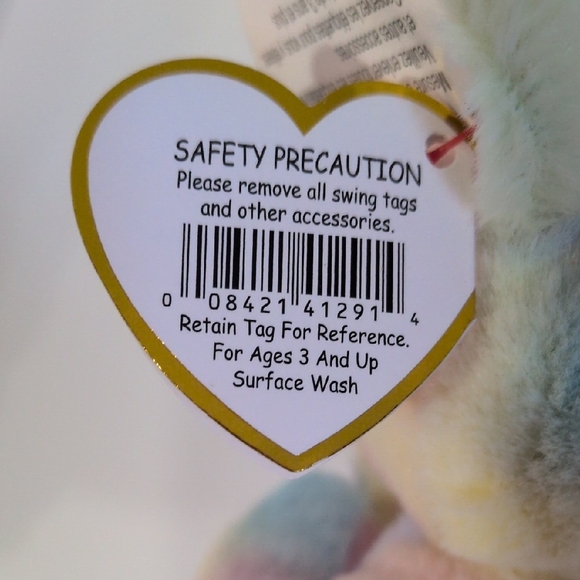 SAFETY PRECAUTION
Please remove all swing tags
and other accessories.
0 08421 41291 4
Retain Tag For Reference.
For Ages 3 And Up
Surface Wash